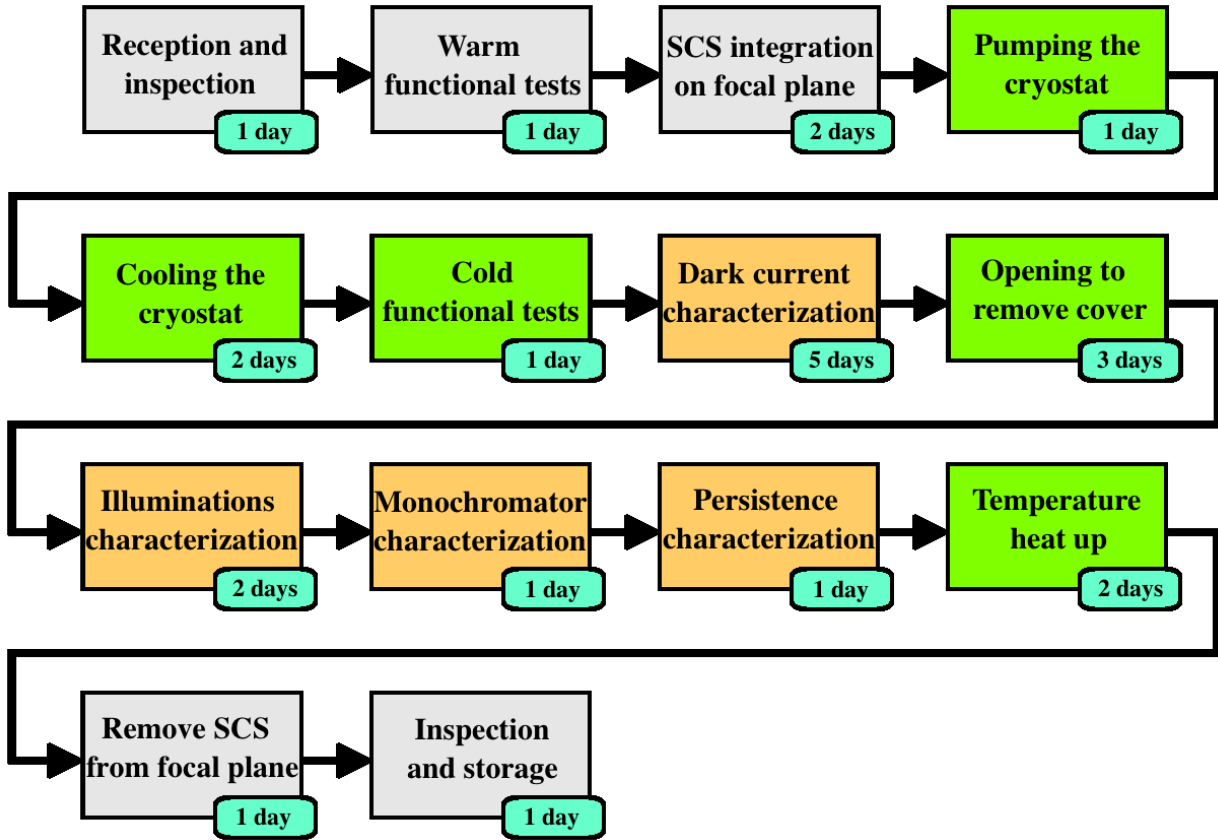 Reception and
inspection
1 day
Warm
functional tests
1 day
SCS integration
on focal plane
2 days
Pumping the
cryostat
1 day
Cooling the
cryostat
2 days
Cold
functional tests
1 day
Dark current
characterization
5 days
Opening to
remove cover
3 days
Illuminations
characterization
2 days
Monochromator
characterization
1 day
Persistence
characterization
1 day
Temperature
heat up
2 days
Remove SCS
from focal plane
1 day
Inspection
and storage
1 day